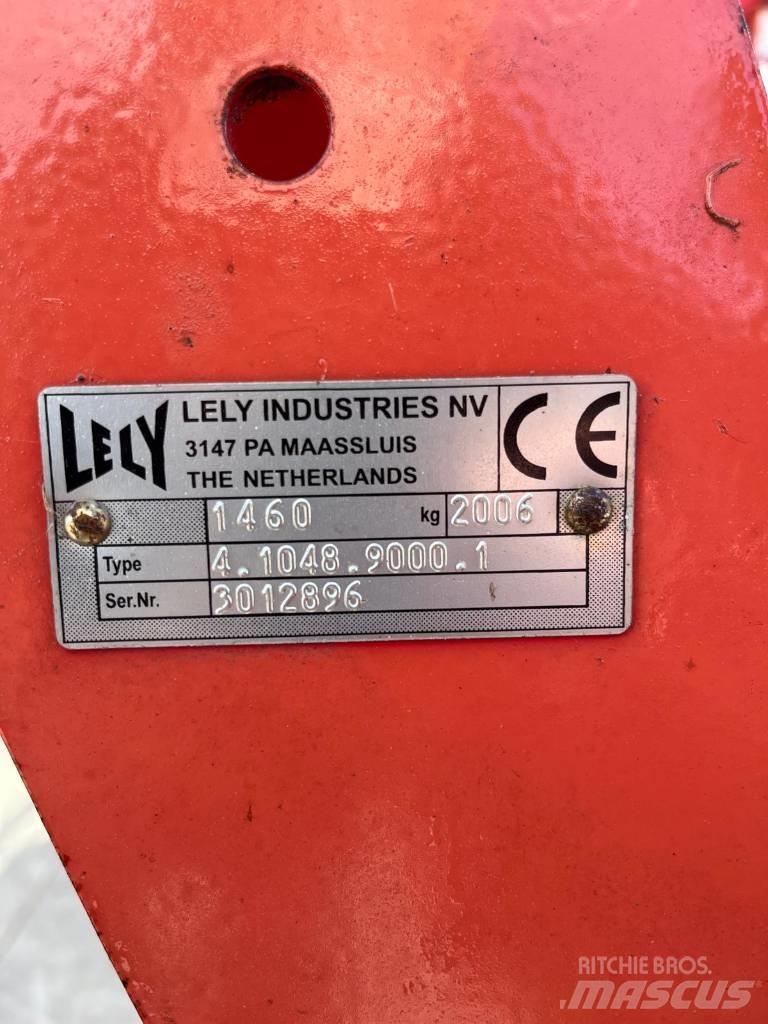 LELY LELY INDUSTRIES NV CE
3147 PA MAASSLUIS
THE NETHERLANDS
1460 kg 2006
Type 4.1048.9000.1
Ser.Nr. 3012896
RITCHIE BROS.
MASCUS